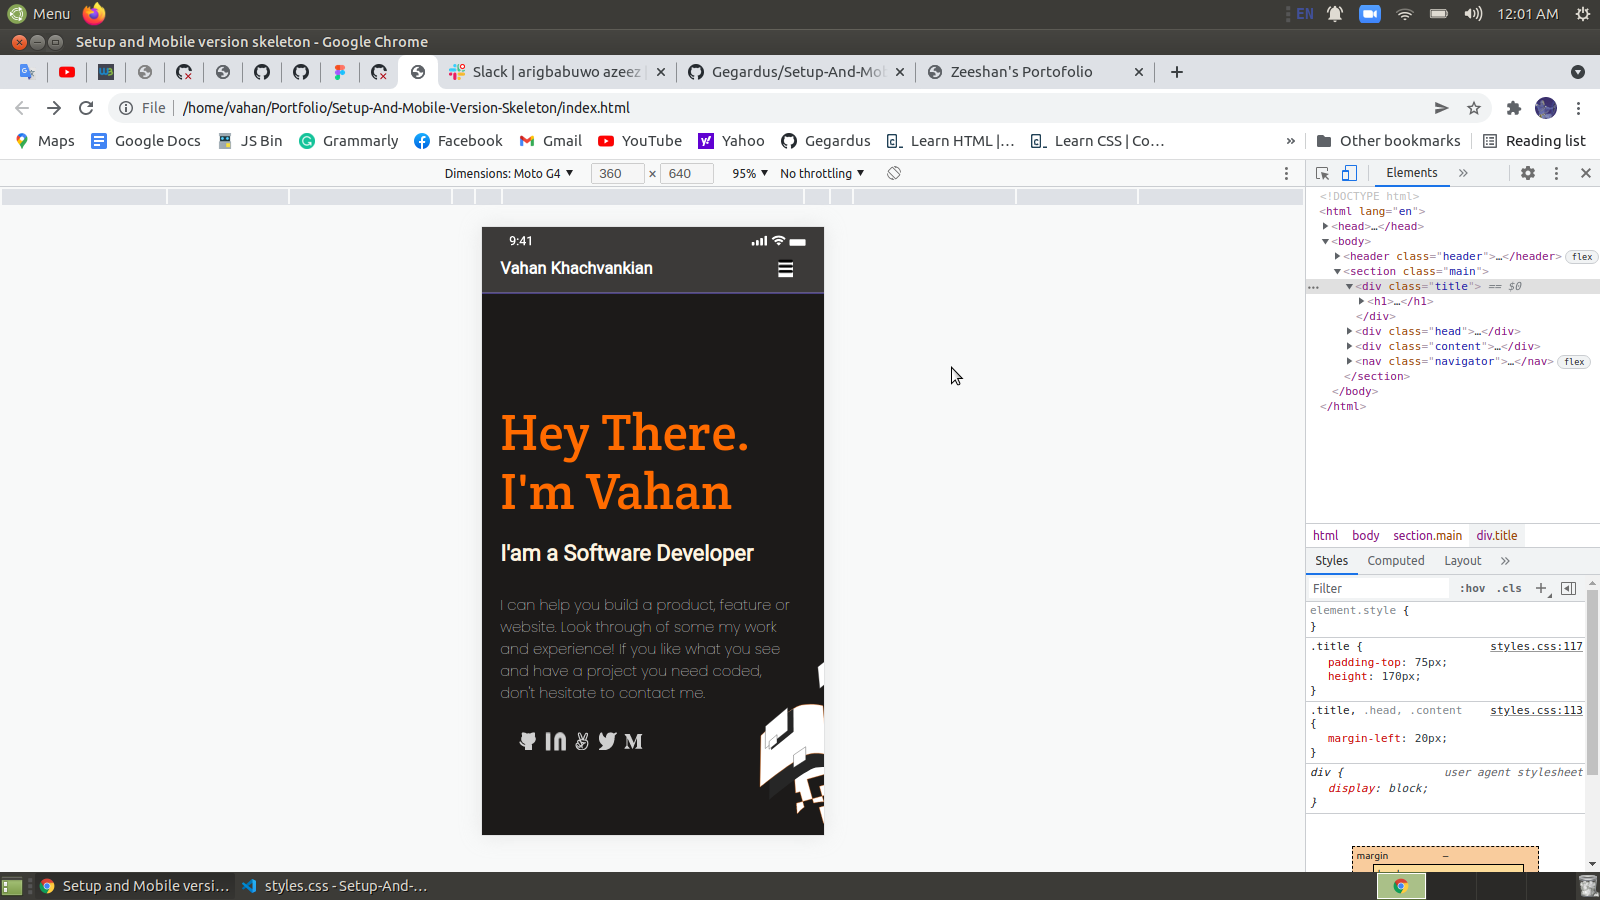 Menu
EN
12:01 AM
Setup and Mobile version skeleton - Google Chrome
Slack | arigbabuwo azeez |
Gegardus/Setup-And-Mob
Zeeshan's Portofolio
File
/home/vahan/Portfolio/Setup-And-Mobile-Version-Skeleton/index.html
Maps
Google Docs
JS Bin
Grammarly
Facebook
Gmail
YouTube
Yahoo
Gegardus
Learn HTML |...
Learn CSS | Co...
»
Other bookmarks
Reading list
Dimensions: Moto G4 ▼
360 × 640
95% ▼
No throttling ▼
Elements
»
9:41
Vahan Khachvankian
Hey There.
I'm Vahan
I'am a Software Developer
I can help you build a product, feature or
website. Look through of some my work
and experience! If you like what you see
and have a project you need coded,
don't hesitate to contact me.
<!DOCTYPE html>
<html lang="en">
<head>…</head>
<body>
<header class="header">…</header> flex
<section class="main">
<div class="title"> == $0
<h1>…</h1>
</div>
<div class="head">…</div>
<div class="content">…</div>
<nav class="navigator">…</nav> flex
</section>
</body>
</html>
html body section.main div.title
Styles Computed Layout »
Filter :hov .cls +
element.style {
}
.title { styles.css:117
padding-top: 75px;
height: 170px;
}
.title, .head, .content styles.css:113
{
margin-left: 20px;
}
div { user agent stylesheet
display: block;
}
margin –
Setup and Mobile versi...
styles.css - Setup-And-...